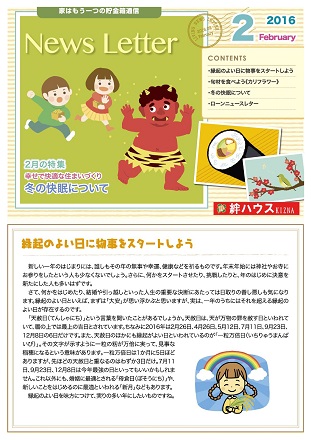 家はもう一つの貯金箱通信
News Letter
2 2016
February
CONTENTS
・縁起のよい日に物事をスタートしよう
・旬材を食べよう《カリフラワー》
・冬の快眠について
・ローンニュースレター
2月の特集
幸せで快適な住まいづくり
冬の快眠について
絆ハウス KIZNA
縁起のよい日に物事をスタートしよう
新しい一年のはじまりには、誰しもその年の無事や幸運、健康などを祈るものです。年末年始には神社やお寺に
お参りをしたという人も少なくないでしょう。さらに、何かをスタートさせたり、挑戦したりと、年のはじめに決意を
新たにした人も多いはずです。
さて、何かをはじめたり、結婚や引っ越しといった人生の重要な決断にあたっては日取りの善し悪しも気になり
ます。縁起のよい日といえば、まずは「大安」が思い浮かぶと思いますが、実は、一年のうちにはそれを超える縁起の
よい日が存在するのです。
「天赦日(てんしゃにち)」という言葉を聞いたことがあるでしょうか。天赦日は、天が万物の罪を赦す日といわれ
ていて、暦の上では最上の吉日とされています。ちなみに2016年は2月26日、4月26日、5月12日、7月11日、9月23日、
12月8日の6日だけです。また、天赦日のほかにも縁起がよい日といわれているのが「一粒万倍日(いちりゅうまんば
いび)」。その文字が示すように一粒の籾が万倍に実って、見事な
稲穂になるという意味があります。一粒万倍日は1か月に5日ほど
ありますが、先ほどの天赦日と重なるのはわずか3日だけ。7月11
日、9月23日、12月8日は今年最強の日といってもいいかもしれま
せん。これ以外にも、婚姻に最適とされる「母倉日(ぼそうにち)」や、
新しいことをはじめるのに最適といわれる「新月」などもあります。
縁起のよい日を味方につけて、実りの多い年にしたいものですね。